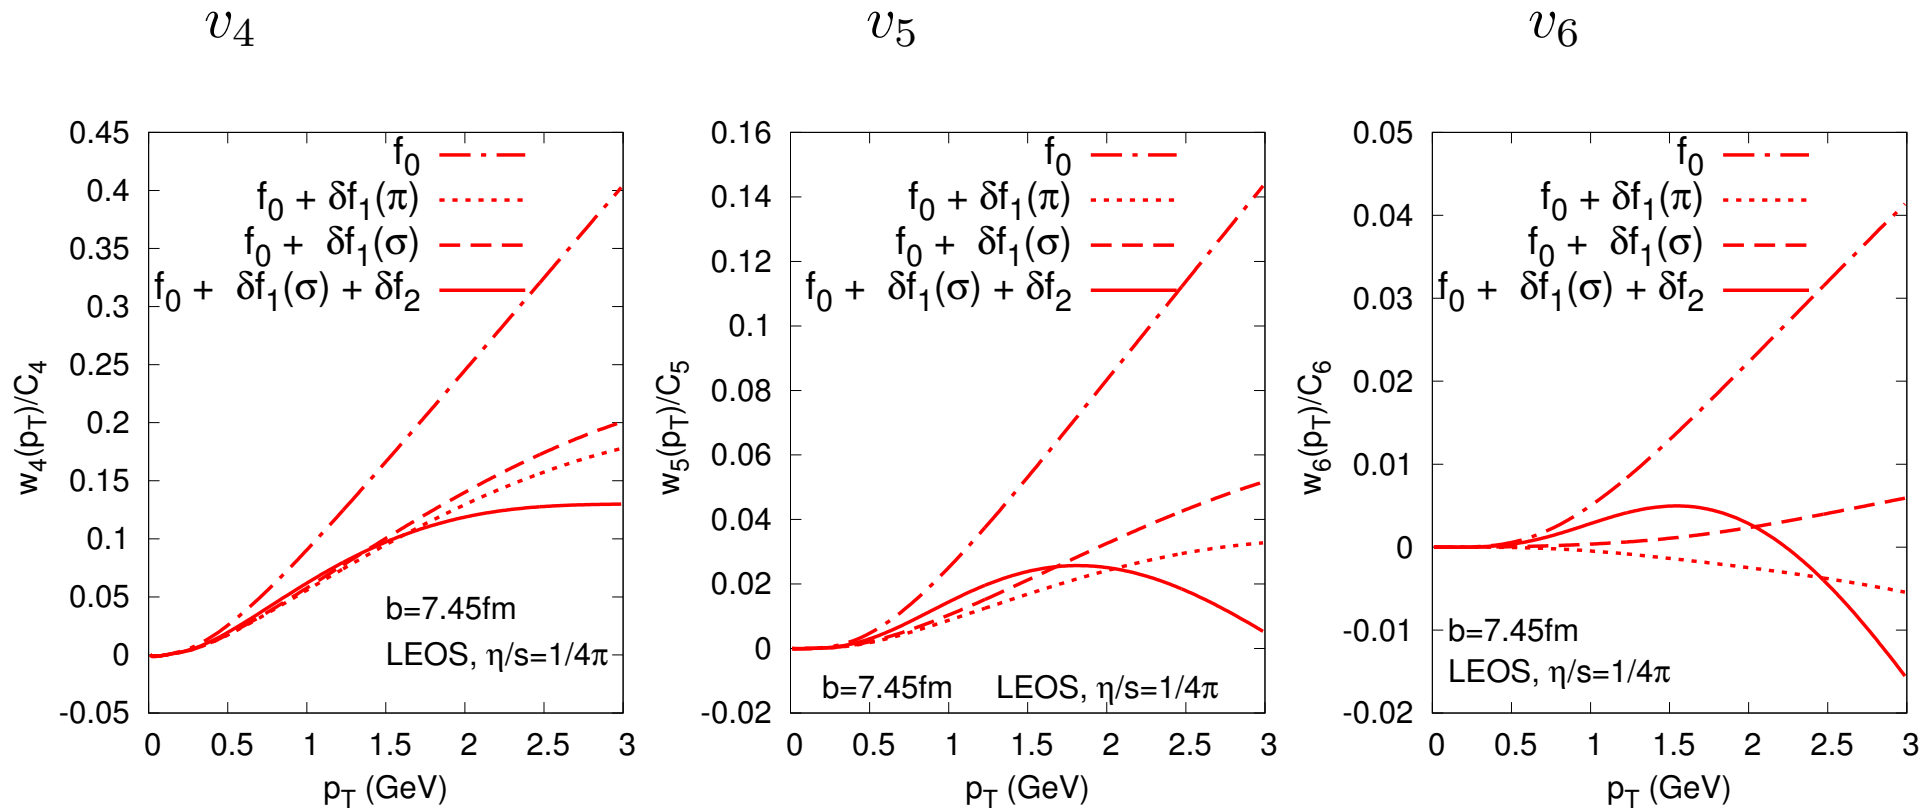 v4 v5 v6
w4(pT)/C4
0.45
0.4
0.35
0.3
0.25
0.2
0.15
0.1
0.05
0
-0.05
f0
f0 + δf1(π)
f0 + δf1(σ)
f0 + δf1(σ) + δf2
b=7.45fm
LEOS, η/s=1/4π
0 0.5 1 1.5 2 2.5 3
pT (GeV)
w5(pT)/C5
0.16
0.14
0.12
0.1
0.08
0.06
0.04
0.02
0
-0.02
f0
f0 + δf1(π)
f0 + δf1(σ)
f0 + δf1(σ) + δf2
b=7.45fm LEOS, η/s=1/4π
0 0.5 1 1.5 2 2.5 3
pT (GeV)
w6(pT)/C6
0.05
0.04
0.03
0.02
0.01
0
-0.01
-0.02
f0
f0 + δf1(π)
f0 + δf1(σ)
f0 + δf1(σ) + δf2
b=7.45fm
LEOS, η/s=1/4π
0 0.5 1 1.5 2 2.5 3
pT (GeV)